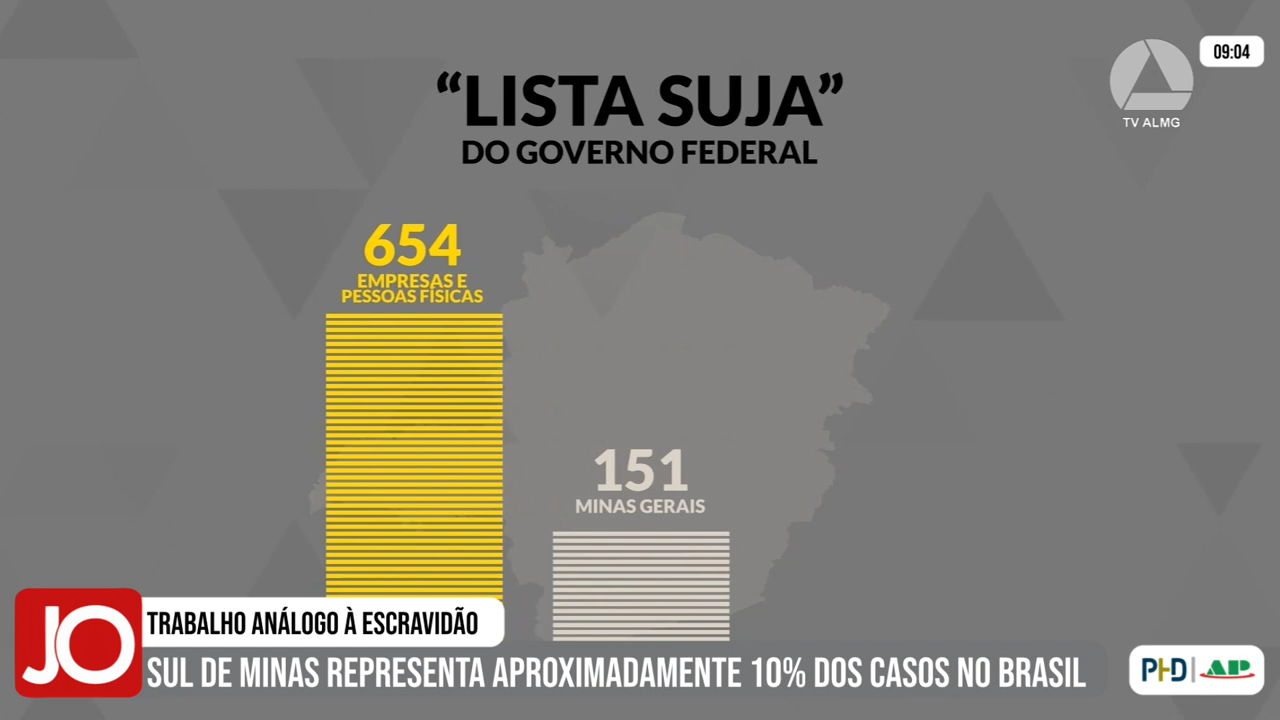 09:04
TV ALMG
“LISTA SUJA”
DO GOVERNO FEDERAL
654
EMPRESAS E
PESSOAS FÍSICAS
151
MINAS GERAIS
JO
TRABALHO ANÁLOGO À ESCRAVIDÃO
SUL DE MINAS REPRESENTA APROXIMADAMENTE 10% DOS CASOS NO BRASIL
PHD | AP